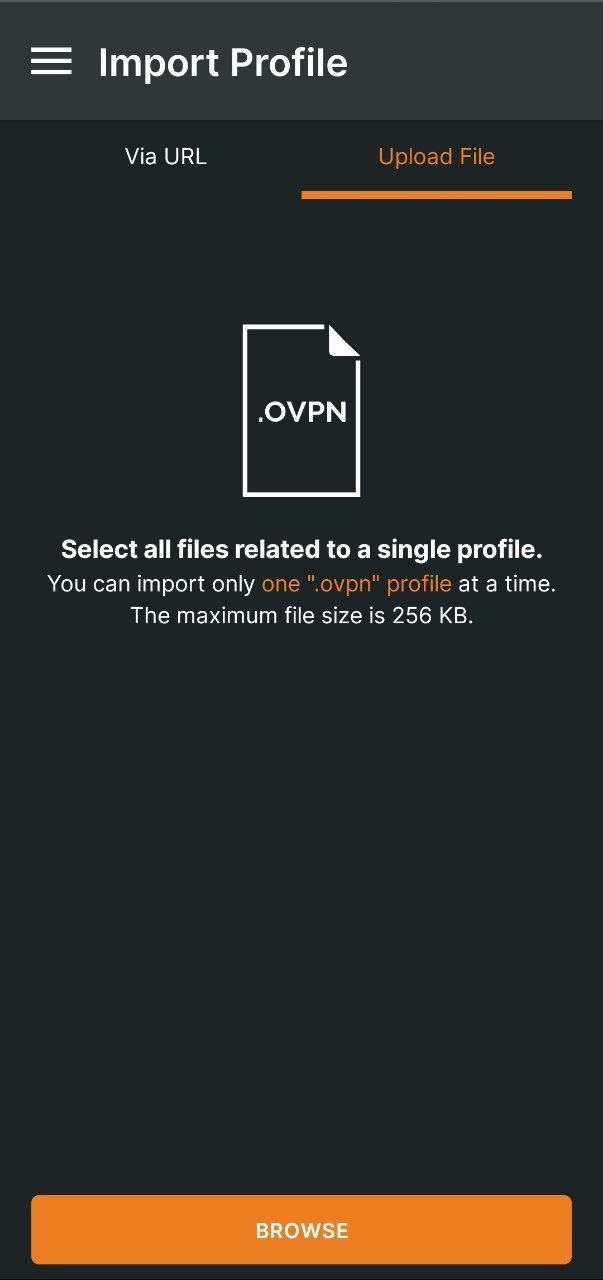 Import Profile
Via URL
Upload File
.OVPN
Select all files related to a single profile.
You can import only one ".ovpn" profile at a time.
The maximum file size is 256 KB.
BROWSE